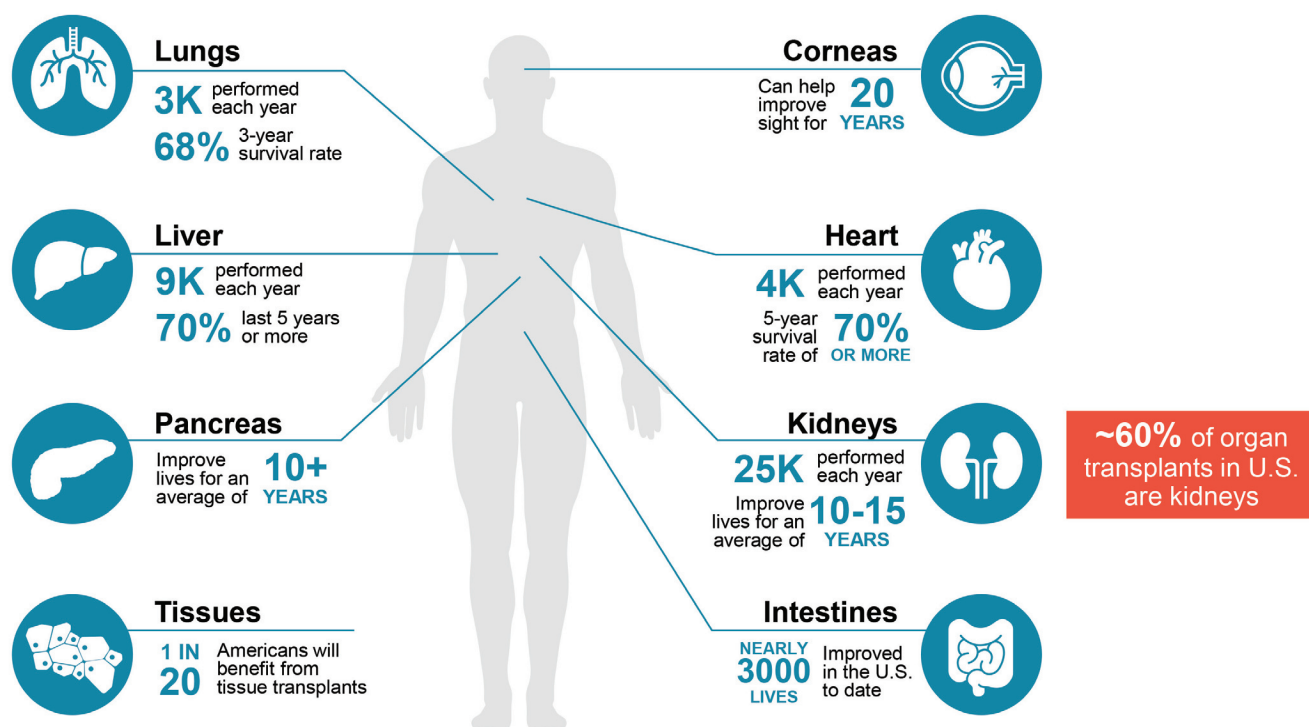 Lungs
3K performed
each year
68% 3-year
survival rate
Liver
9K performed
each year
70% last 5 years
or more
Pancreas
Improve
lives for an
average of
10+
YEARS
Tissues
1 IN
20
Americans will
benefit from
tissue transplants
Corneas
Can help
improve
sight for
20
YEARS
Heart
4K performed
each year
5-year
survival
rate of
70%
OR MORE
Kidneys
25K performed
each year
Improve
lives for an
average of
10-15
YEARS
~60% of organ
transplants in U.S.
are kidneys
Intestines
NEARLY
3000
LIVES
Improved
in the U.S.
to date